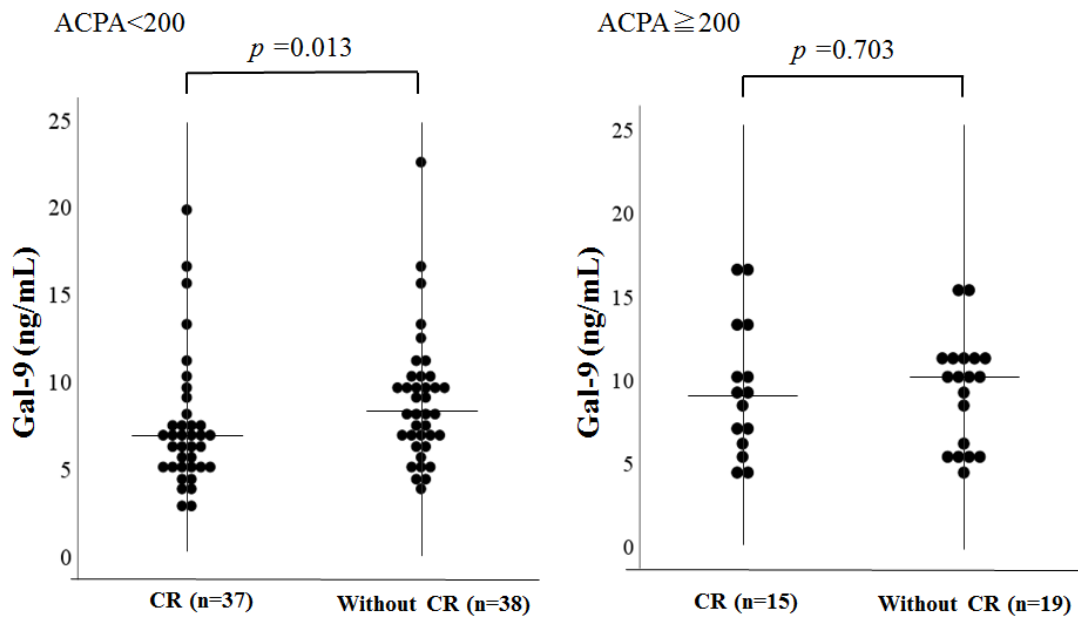 ACPA<200
p =0.013
25
20
15
10
5
0
Gal-9 (ng/mL)
CR (n=37)
Without CR (n=38)
ACPA≧200
p =0.703
25
20
15
10
5
0
Gal-9 (ng/mL)
CR (n=15)
Without CR (n=19)